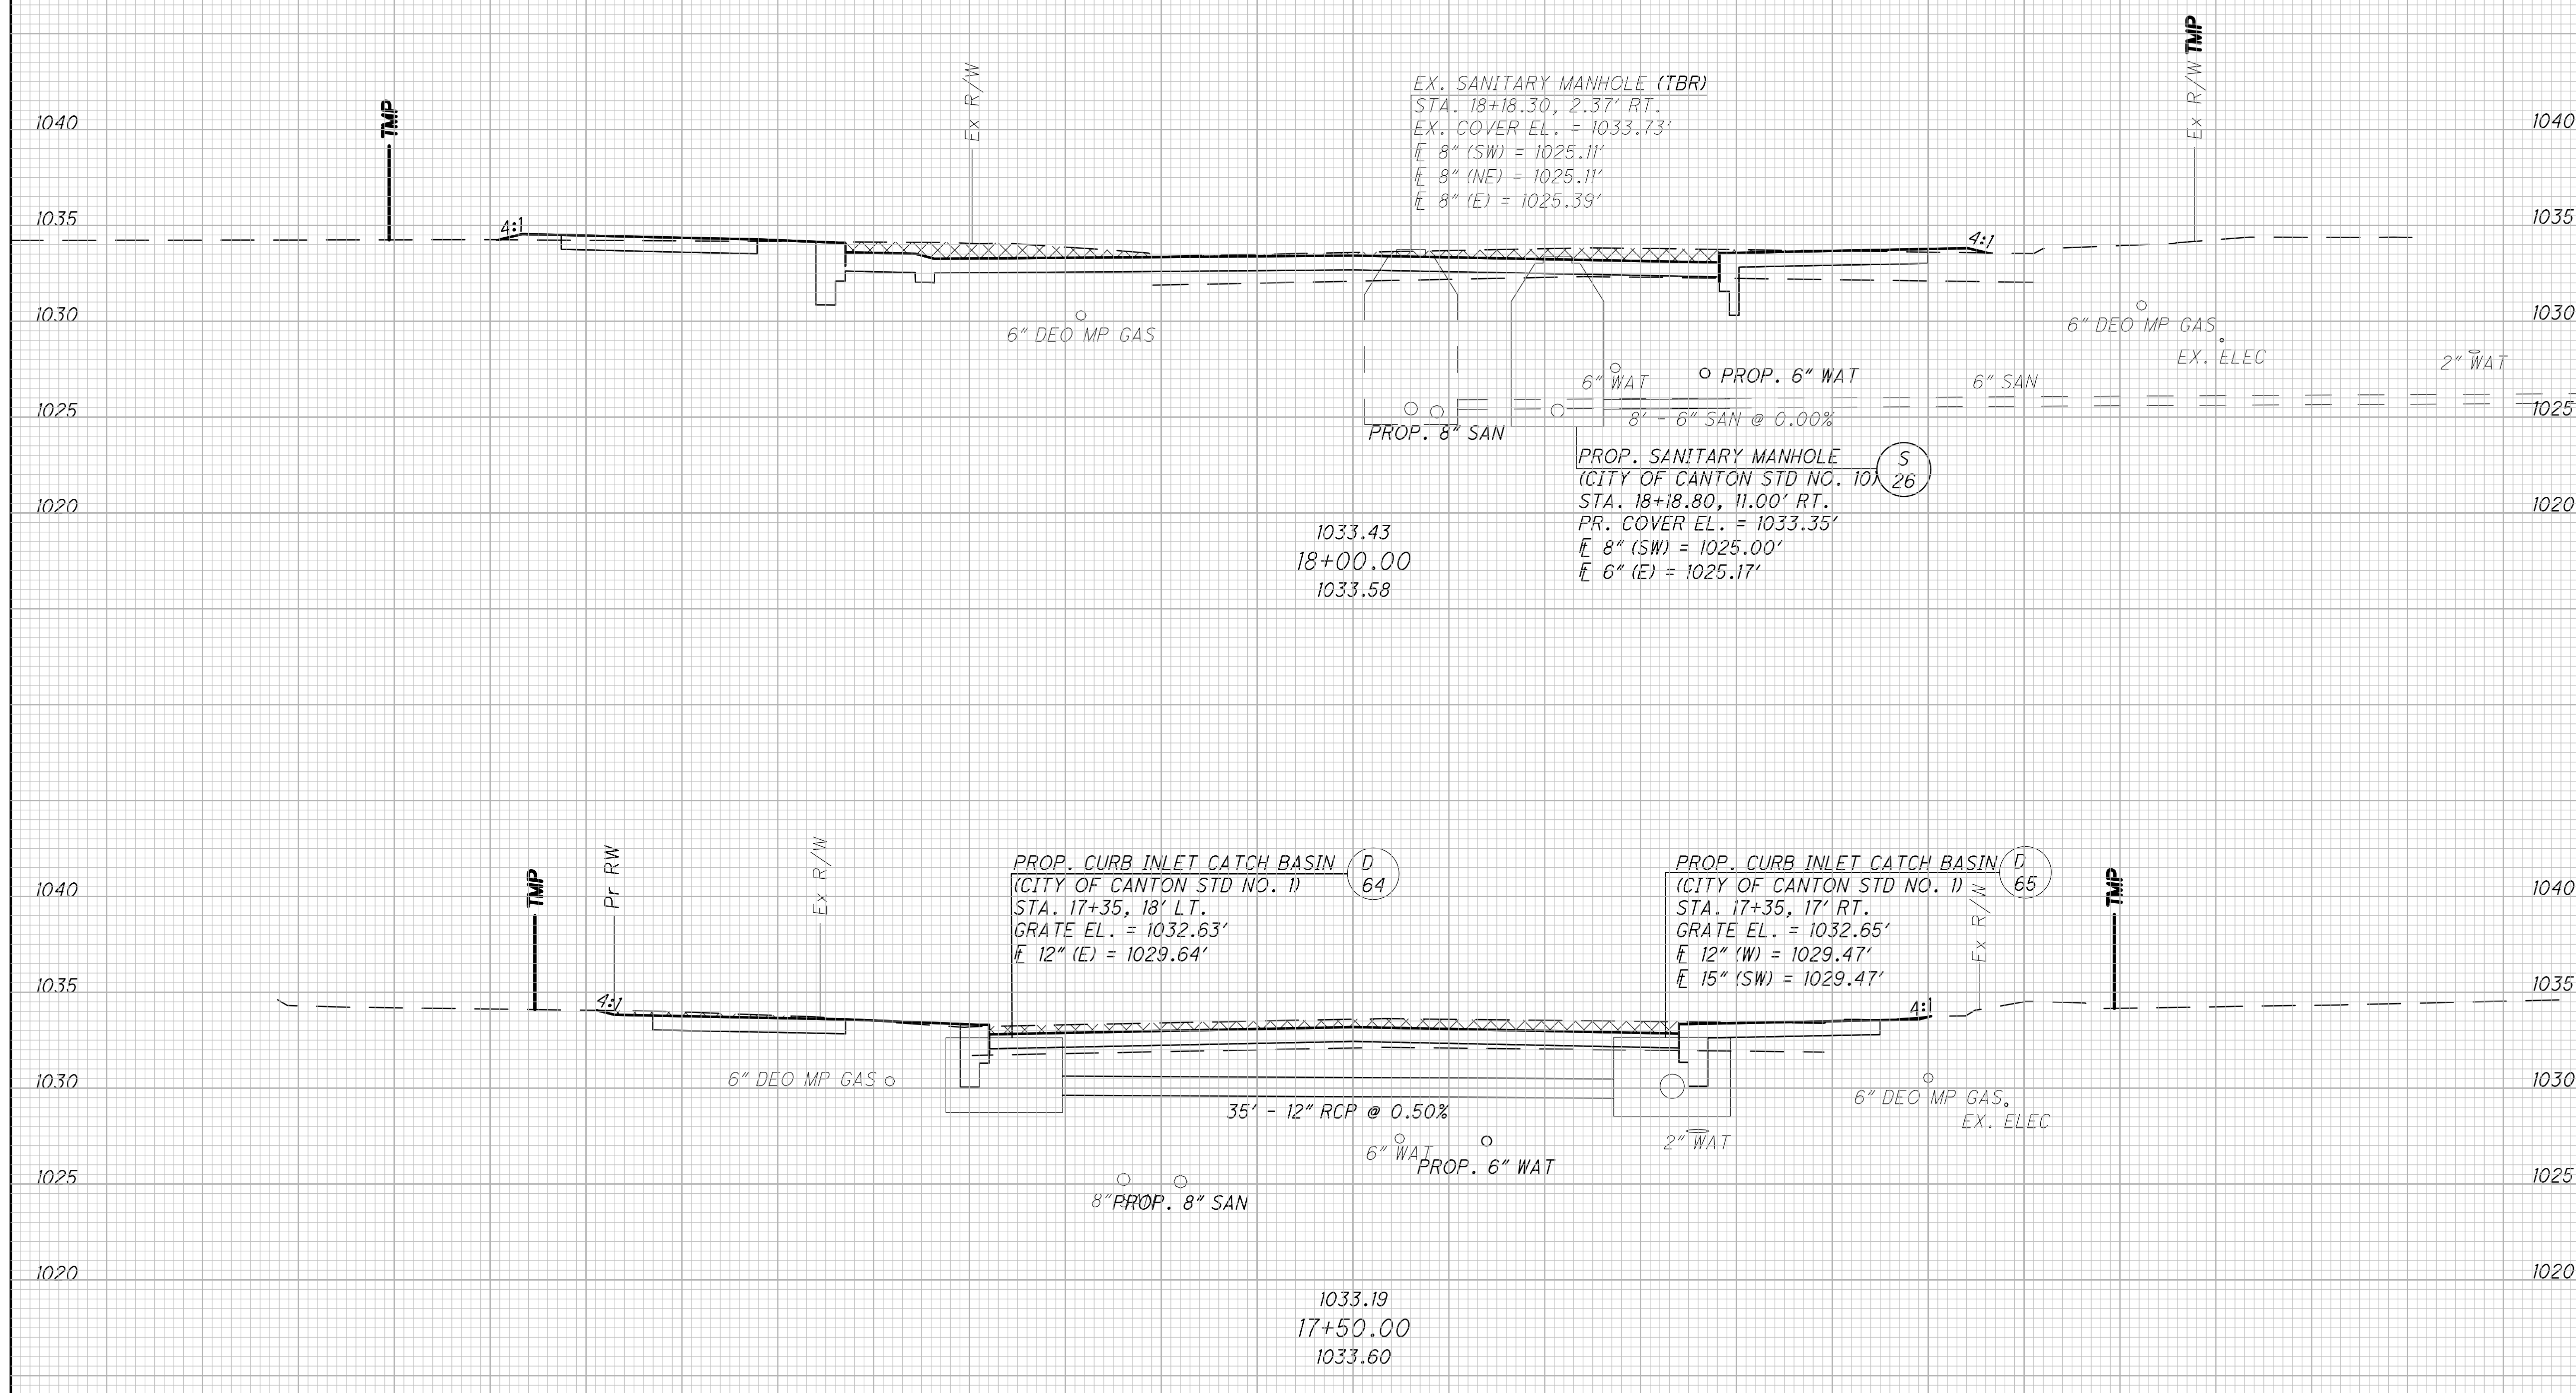 TMP
Ex R/W
Ex R/W TMP
EX. SANITARY MANHOLE (TBR)
STA. 18+18.30, 2.37' RT.
EX. COVER EL. = 1033.73'
℄ 8" (SW) = 1025.11'
℄ 8" (NE) = 1025.11'
℄ 8" (E) = 1025.39'
1040
1040
1035
1035
4:1
4:1
1030
1030
6" DEO MP GAS
6" DEO MP GAS
EX. ELEC
2" WAT
6" WAT
PROP. 6" WAT
6" SAN
1025
1025
8' - 6" SAN @ 0.00%
PROP. 8" SAN
PROP. SANITARY MANHOLE
(CITY OF CANTON STD NO. 10)
STA. 18+18.80, 11.00' RT.
PR. COVER EL. = 1033.35'
℄ 8" (SW) = 1025.00'
℄ 6" (E) = 1025.17'
S
26
1020
1020
1033.43
18+00.00
1033.58
TMP
Pr RW
Ex R/W
PROP. CURB INLET CATCH BASIN
(CITY OF CANTON STD NO. 1)
STA. 17+35, 18' LT.
GRATE EL. = 1032.63'
℄ 12" (E) = 1029.64'
D
64
PROP. CURB INLET CATCH BASIN
(CITY OF CANTON STD NO. 1)
STA. 17+35, 17' RT.
GRATE EL. = 1032.65'
℄ 12" (W) = 1029.47'
℄ 15" (SW) = 1029.47'
D
65
Ex R/W
TMP
1040
1040
1035
1035
4:1
4:1
1030
1030
6" DEO MP GAS
35' - 12" RCP @ 0.50%
6" DEO MP GAS
EX. ELEC
6" WAT
PROP. 6" WAT
2" WAT
1025
1025
8" SAN
PROP. 8" SAN
1020
1020
1033.19
17+50.00
1033.60